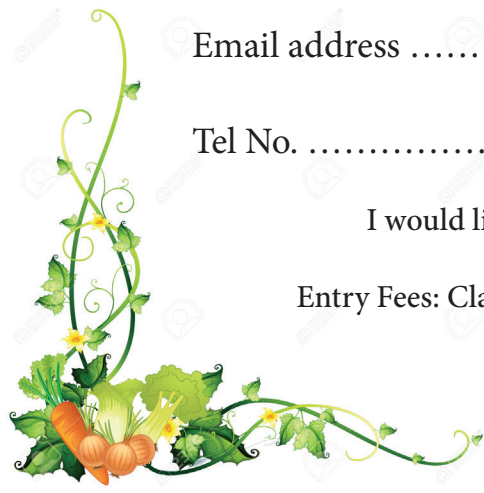 Email address ......
Tel No. .................
I would li
Entry Fees: Cla